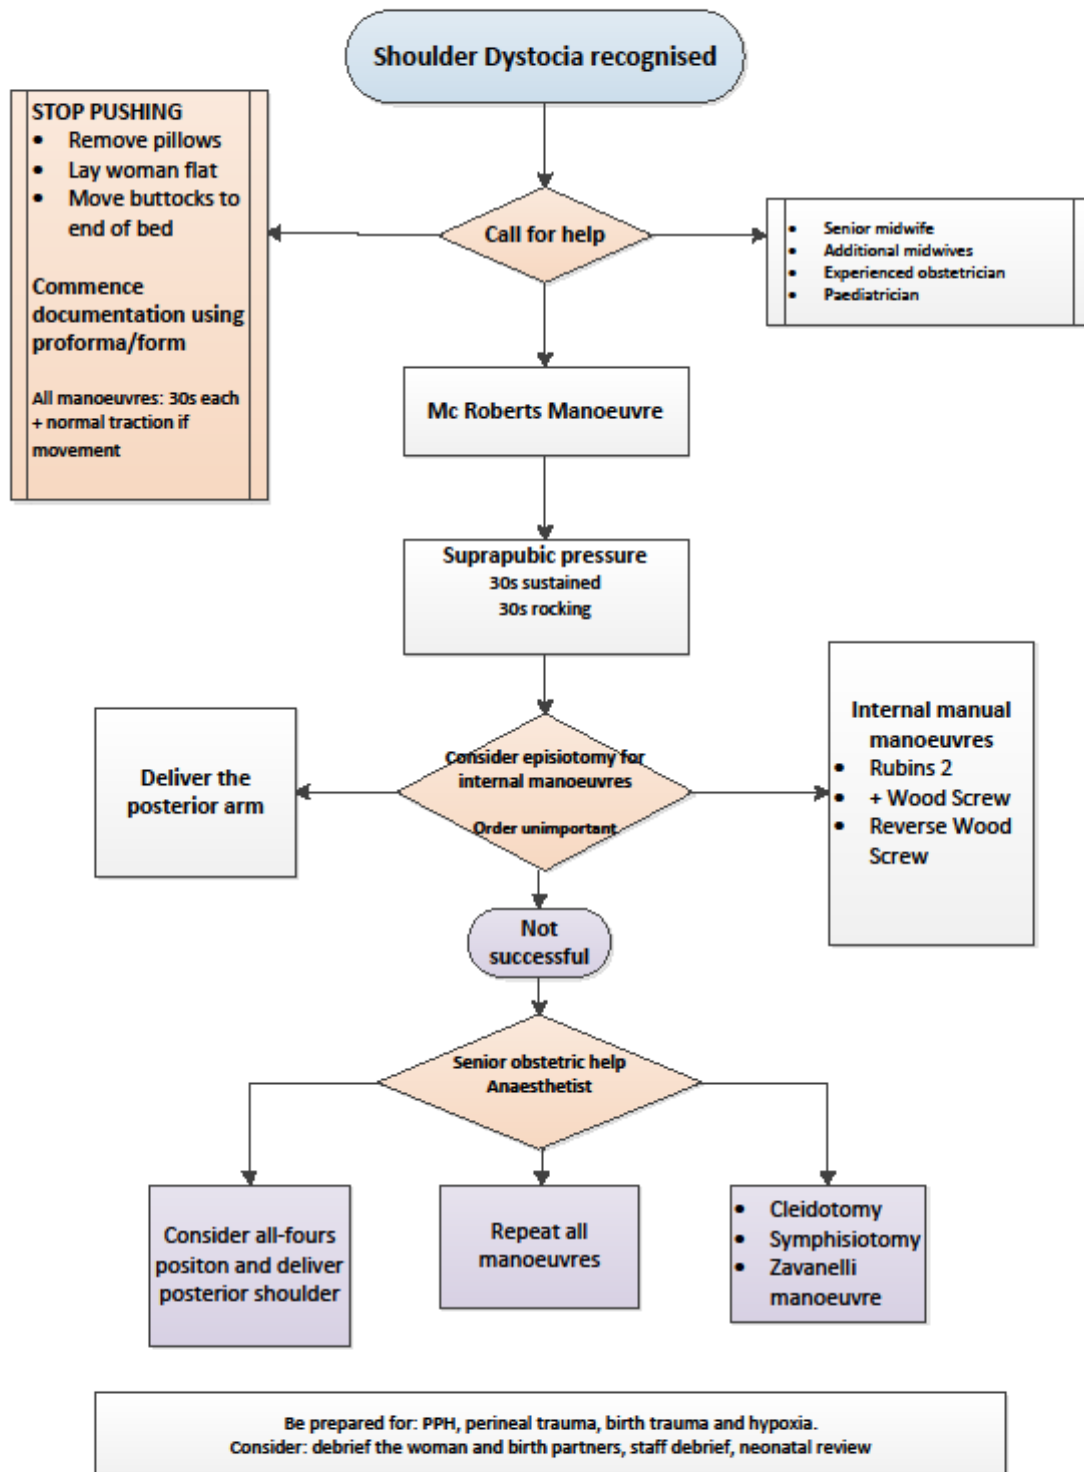 Shoulder Dystocia recognised
STOP PUSHING
• Remove pillows
• Lay woman flat
• Move buttocks to
end of bed
Commence
documentation using
proforma/form
All manoeuvres: 30s each
+ normal traction if
movement
Call for help
• Senior midwife
• Additional midwives
• Experienced obstetrician
• Paediatrician
Mc Roberts Manoeuvre
Suprapubic pressure
30s sustained
30s rocking
Deliver the
posterior arm
Consider episiotomy for
internal manoeuvres
Order unimportant
Internal manual
manoeuvres
• Rubins 2
• + Wood Screw
• Reverse Wood
Screw
Not
successful
Senior obstetric help
Anaesthetist
Consider all-fours
positon and deliver
posterior shoulder
Repeat all
manoeuvres
• Cleidotomy
• Symphisiotomy
• Zavanelli
manoeuvre
Be prepared for: PPH, perineal trauma, birth trauma and hypoxia.
Consider: debrief the woman and birth partners, staff debrief, neonatal review